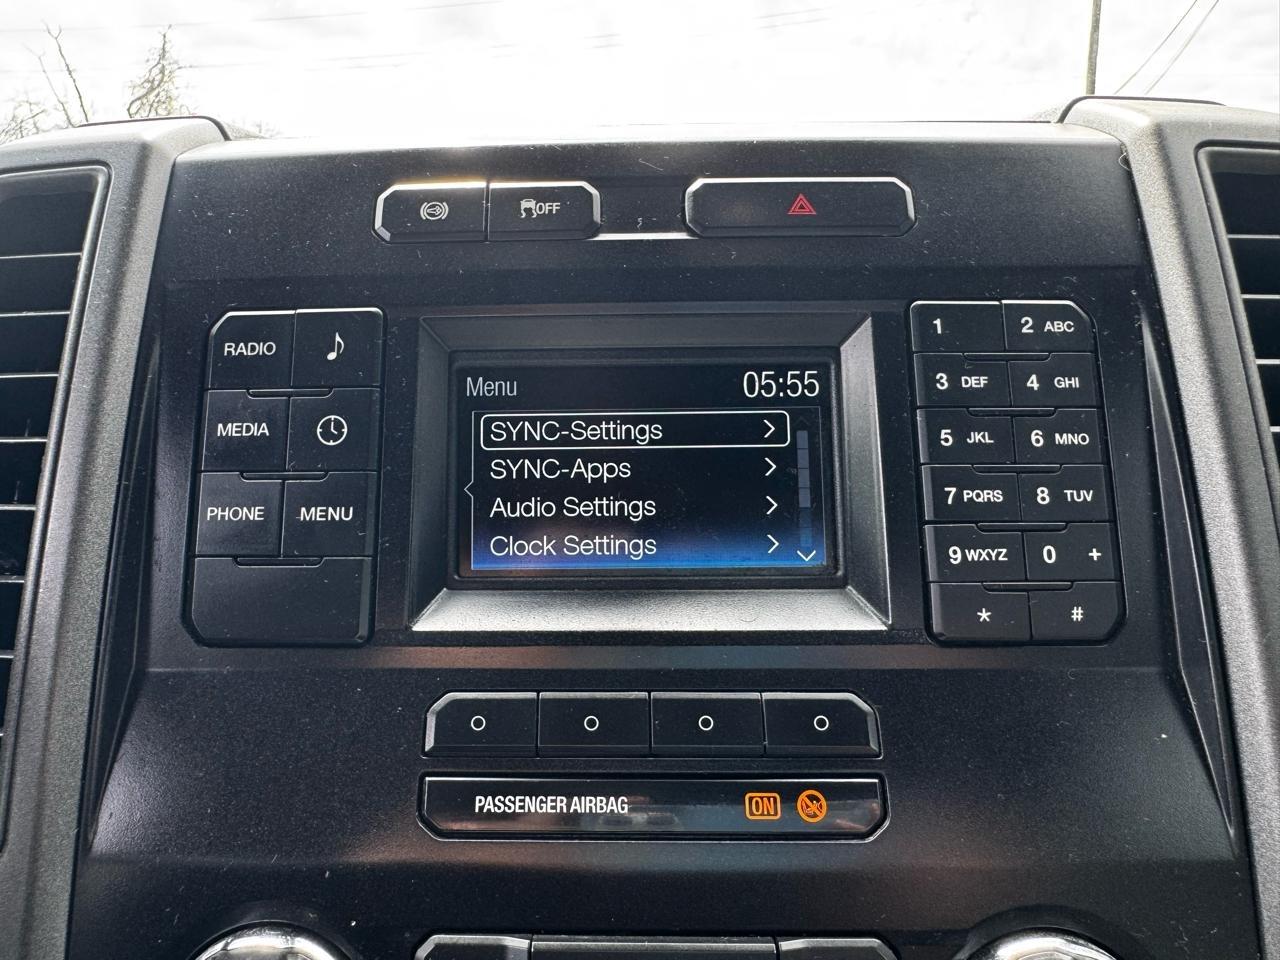 OFF
RADIO
MEDIA
PHONE MENU
Menu 05:55
SYNC-Settings >
SYNC-Apps >
Audio Settings >
Clock Settings >
1 2 ABC
3 DEF 4 GHI
5 JKL 6 MNO
7 PQRS 8 TUV
9 WXYZ 0 +
* #
PASSENGER AIRBAG ON